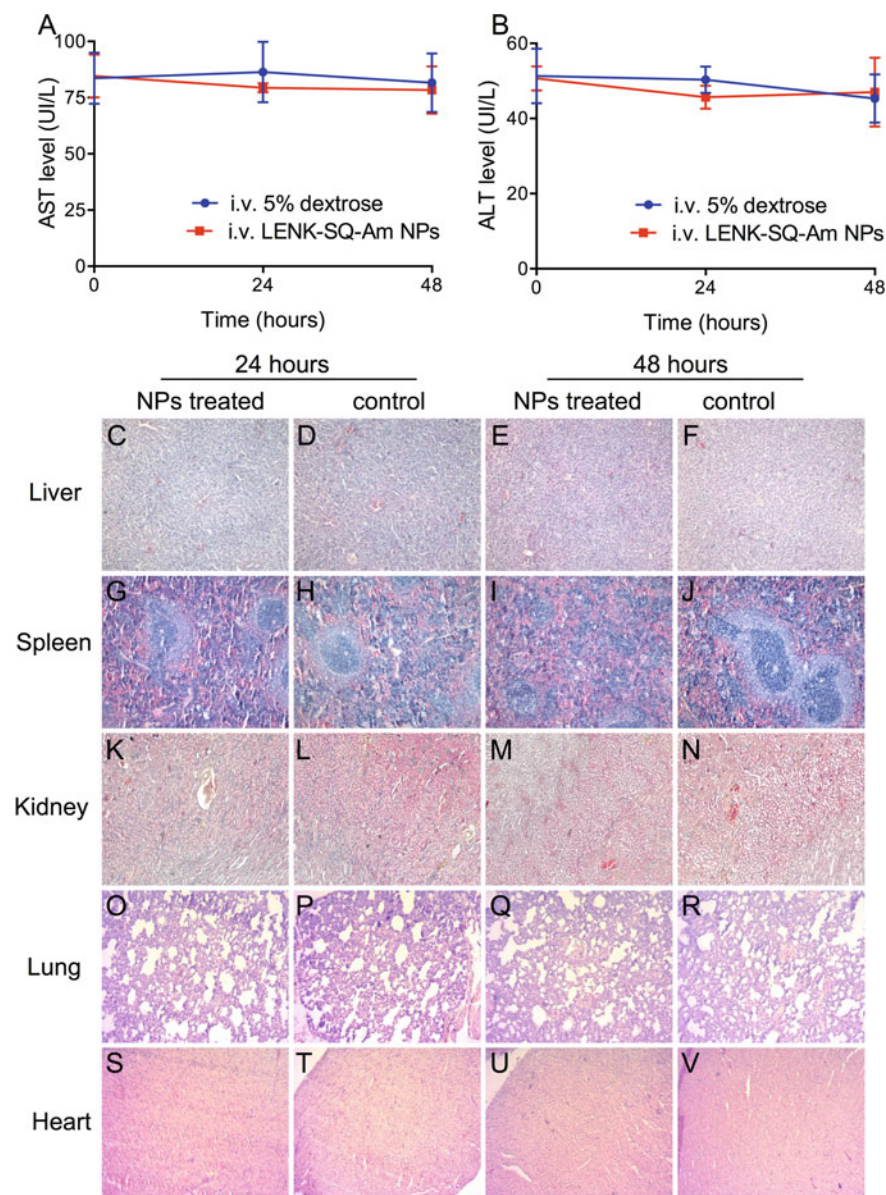 A
B
100
75
50
25
0
AST level (UI/L)
i.v. 5% dextrose
i.v. LENK-SQ-Am NPs
0
24
48
Time (hours)
60
40
20
0
ALT level (UI/L)
i.v. 5% dextrose
i.v. LENK-SQ-Am NPs
0
24
48
Time (hours)
24 hours
48 hours
NPs treated
control
NPs treated
control
Liver
C
D
E
F
Spleen
G
H
I
J
Kidney
K
L
M
N
Lung
O
P
Q
R
Heart
S
T
U
V